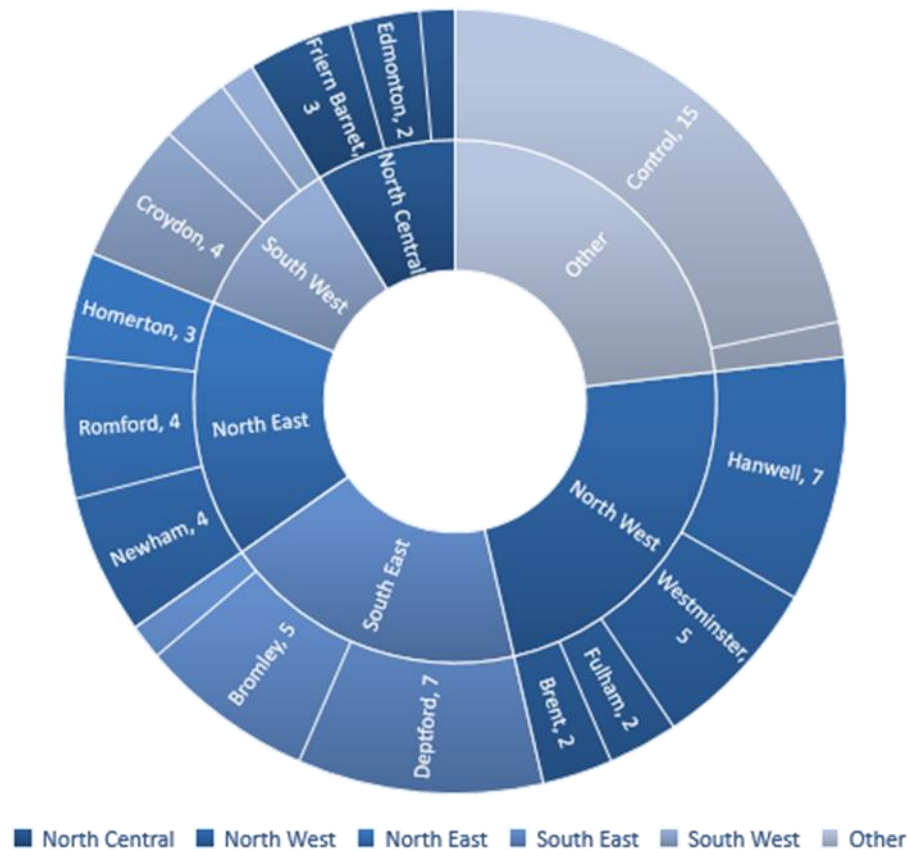 Control, 15
Other
Hanwell, 7
North West
Westminster,
5
Fulham, 2
Brent, 2
South East
Deptford, 7
Bromley, 5
North East
Newham, 4
Romford, 4
Homerton, 3
South West
Croydon, 4
North Central
Friern Barnet,
3
Edmonton, 2
North Central North West North East South East South West Other